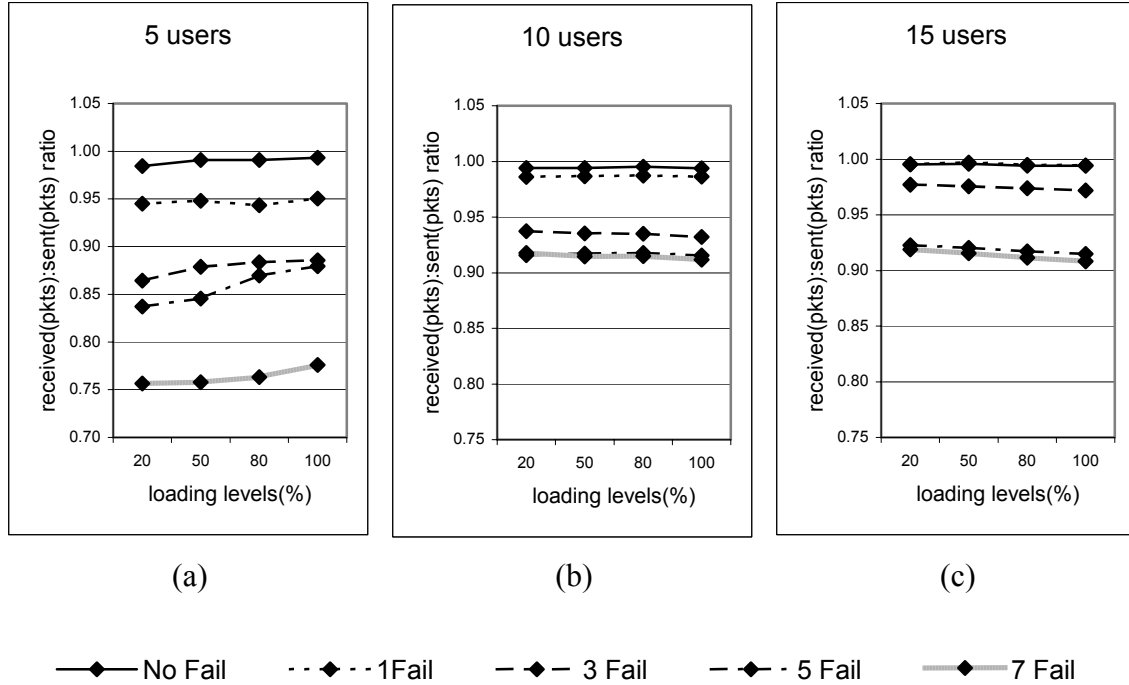 5 users
received(pkts):sent(pkts) ratio
1.05
1.00
0.95
0.90
0.85
0.80
0.75
0.70
20 50 80 100
loading levels(%)
(a)
10 users
received(pkts):sent(pkts) ratio
1.05
1.00
0.95
0.90
0.85
0.80
0.75
20 50 80 100
loading levels(%)
(b)
15 users
received(pkts):sent(pkts) ratio
1.05
1.00
0.95
0.90
0.85
0.80
0.75
20 50 80 100
loading levels(%)
(c)
No Fail 1Fail 3 Fail 5 Fail 7 Fail